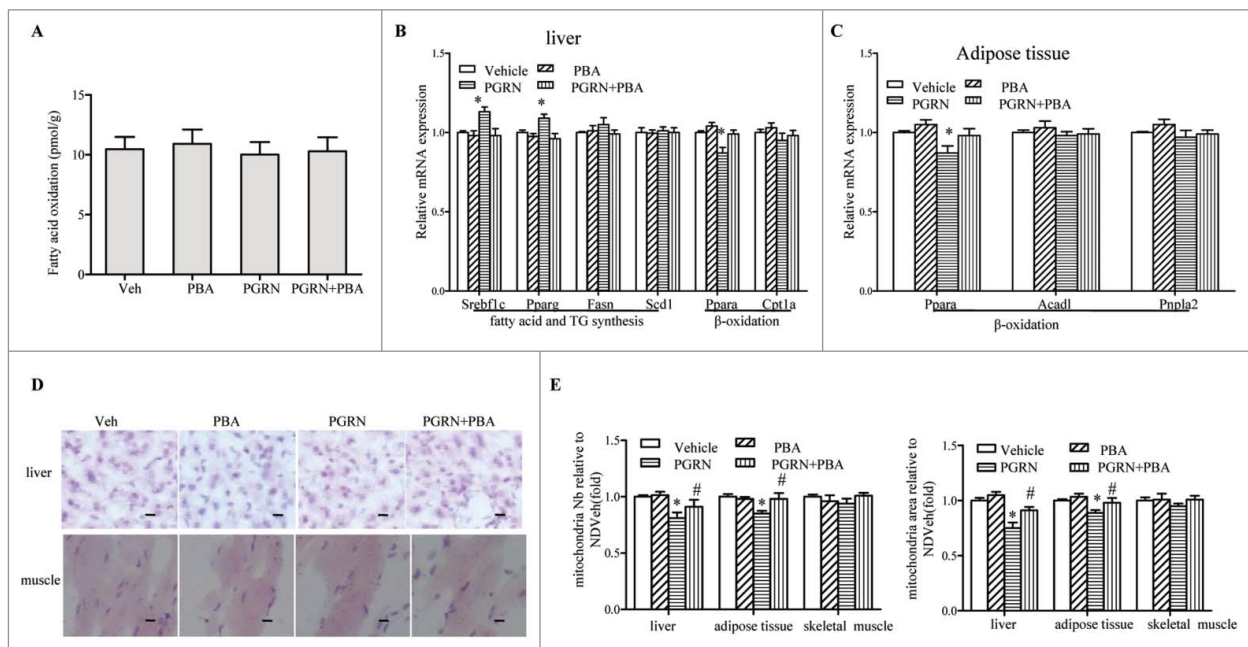 A
Fatty acid oxidation (pmol/g)
15
10
5
0
Veh PBA PGRN PGRN+PBA
B
liver
Vehicle PBA
PGRN PGRN+PBA
Relative mRNA expression
1.5
1.0
0.5
1.0
* * *
Srebf1c Pparg Fasn Scd1 Ppara Cpt1a
fatty acid and TG synthesis β-oxidation
C
Adipose tissue
Vehicle PBA
PGRN PGRN+PBA
Relative mRNA expression
1.5
1.0
0.5
0.0
*
Ppara Acadl Pnpla2
β-oxidation
D
Veh PBA PGRN PGRN+PBA
liver
muscle
E
mitochondria Nb relative to
NDVeh(fold)
Vehicle PBA
PGRN PGRN+PBA
1.5
1.0
0.5
0.0
* # * #
liver adipose tissue skeletal muscle
mitochondria area relative to
NDVeh(fold)
Vehicle PBA
PGRN PGRN+PBA
1.5
1.0
0.5
0.0
* # * #
liver adipose tissue skeletal muscle